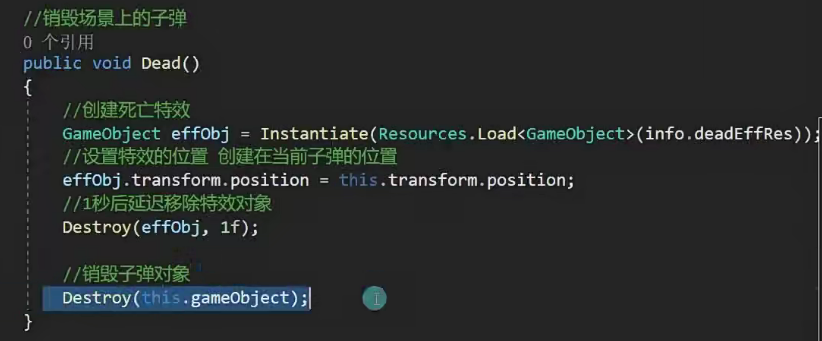 //销毁场景上的子弹
0 个引用
public void Dead()
{
//创建死亡特效
GameObject effObj = Instantiate(Resources.Load<GameObject>(info.deadEffRes));
//设置特效的位置 创建在当前子弹的位置
effObj.transform.position = this.transform.position;
//1秒后延迟移除特效对象
Destroy(effObj, 1f);
//销毁子弹对象
Destroy(this.gameObject);
}